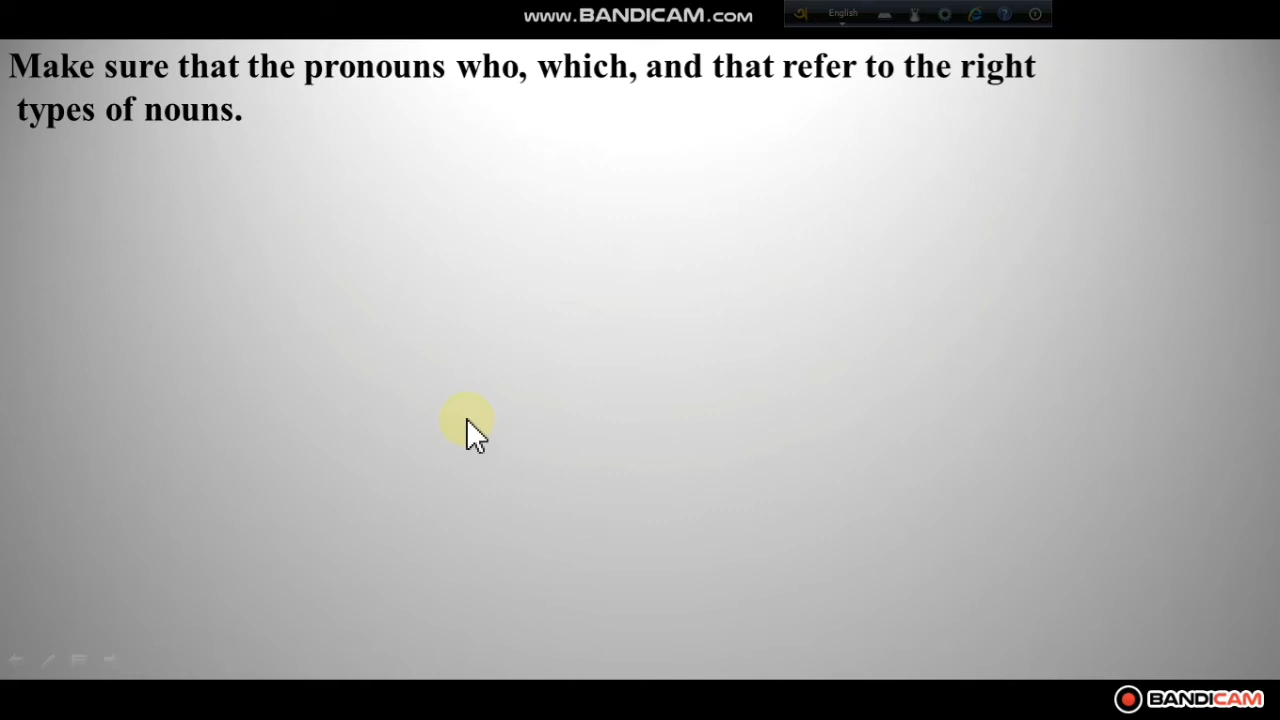 www.BANDICAM.com
English
Make sure that the pronouns who, which, and that refer to the right
types of nouns.
BANDICAM